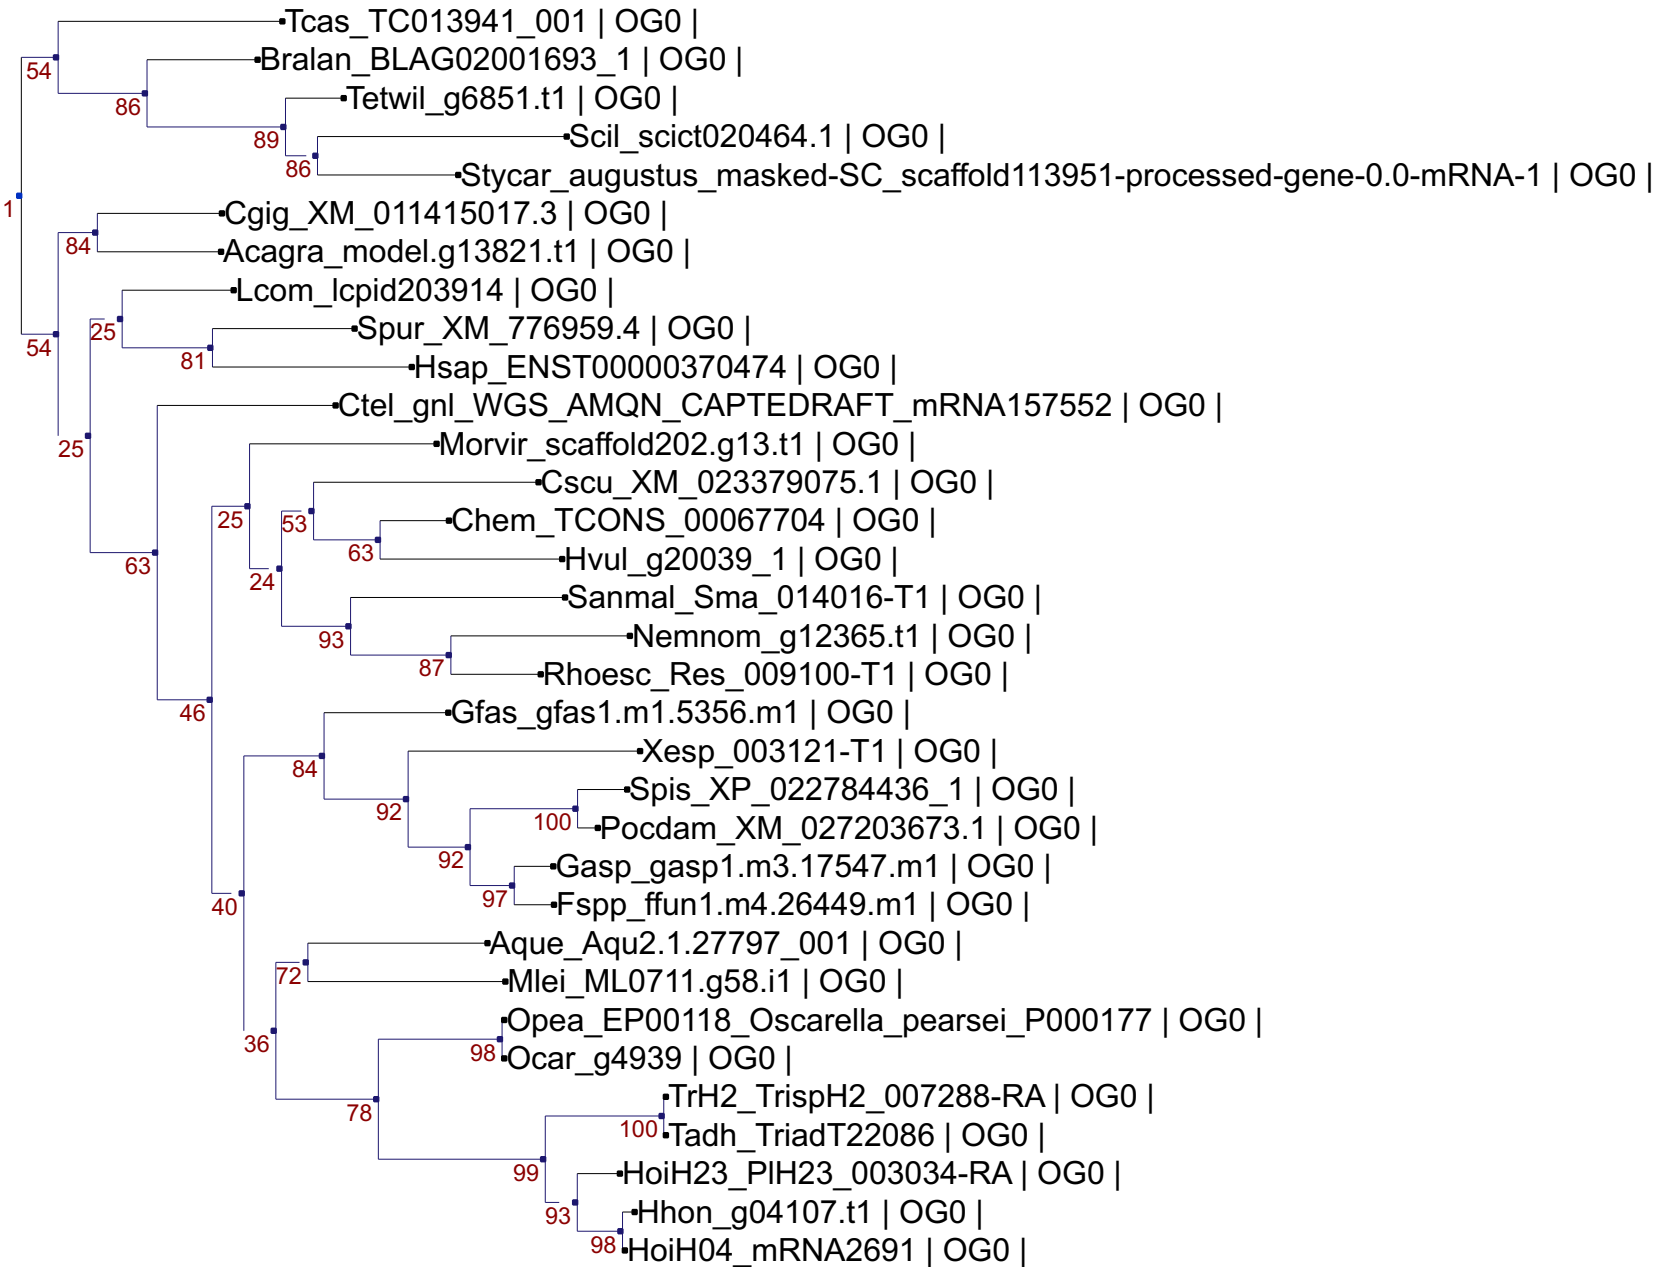 Tcas_TC013941_001 | OG0 |
54
Bralan_BLAG02001693_1 | OG0 |
86
Tetwil_g6851.t1 | OG0 |
89
Scil_scict020464.1 | OG0 |
86
Stycar_augustus_masked-SC_scaffold113951-processed-gene-0.0-mRNA-1 | OG0 |
1
Cgig_XM_011415017.3 | OG0 |
84
Acagra_model.g13821.t1 | OG0 |
Lcom_lcpid203914 | OG0 |
25
Spur_XM_776959.4 | OG0 |
54
81
Hsap_ENST00000370474 | OG0 |
Ctel_gnl_WGS_AMQN_CAPTEDRAFT_mRNA157552 | OG0 |
25
Morvir_scaffold202.g13.t1 | OG0 |
Cscu_XM_023379075.1 | OG0 |
25
53
Chem_TCONS_00067704 | OG0 |
63
Hvul_g20039_1 | OG0 |
63
24
Sanmal_Sma_014016-T1 | OG0 |
93
Nemnom_g12365.t1 | OG0 |
87
Rhoesc_Res_009100-T1 | OG0 |
46
Gfas_gfas1.m1.5356.m1 | OG0 |
84
Xesp_003121-T1 | OG0 |
92
Spis_XP_022784436_1 | OG0 |
100
Pocdam_XM_027203673.1 | OG0 |
92
Gasp_gasp1.m3.17547.m1 | OG0 |
97
Fspp_ffun1.m4.26449.m1 | OG0 |
40
Aque_Aqu2.1.27797_001 | OG0 |
72
Mlei_ML0711.g58.i1 | OG0 |
36
Opea_EP00118_Oscarella_pearsei_P000177 | OG0 |
98
Ocar_g4939 | OG0 |
78
TrH2_TrispH2_007288-RA | OG0 |
100
Tadh_TriadT22086 | OG0 |
99
HoiH23_PlH23_003034-RA | OG0 |
93
Hhon_g04107.t1 | OG0 |
98
HoiH04_mRNA2691 | OG0 |